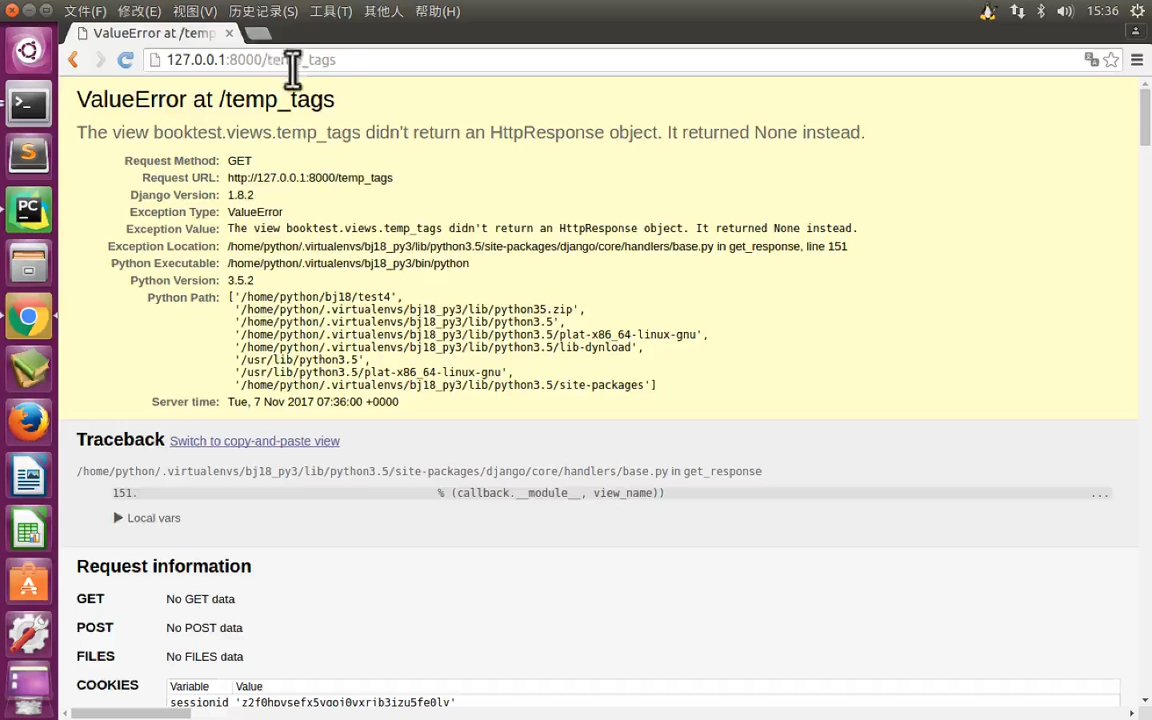 文件(F) 修改(E) 视图(V) 历史记录(S) 工具(T) 其他人 帮助(H) 15:36
ValueError at /temp
127.0.0.1:8000/temp_tags
ValueError at /temp_tags
The view booktest.views.temp_tags didn't return an HttpResponse object. It returned None instead.
Request Method: GET
Request URL: http://127.0.0.1:8000/temp_tags
Django Version: 1.8.2
Exception Type: ValueError
Exception Value: The view booktest.views.temp_tags didn't return an HttpResponse object. It returned None instead.
Exception Location: /home/python/.virtualenvs/bj18_py3/lib/python3.5/site-packages/django/core/handlers/base.py in get_response, line 151
Python Executable: /home/python/.virtualenvs/bj18_py3/bin/python
Python Version: 3.5.2
Python Path: ['/home/python/bj18/test4',
'/home/python/.virtualenvs/bj18_py3/lib/python35.zip',
'/home/python/.virtualenvs/bj18_py3/lib/python3.5',
'/home/python/.virtualenvs/bj18_py3/lib/python3.5/plat-x86_64-linux-gnu',
'/home/python/.virtualenvs/bj18_py3/lib/python3.5/lib-dynload',
'/usr/lib/python3.5',
'/usr/lib/python3.5/plat-x86_64-linux-gnu',
'/home/python/.virtualenvs/bj18_py3/lib/python3.5/site-packages']
Server time: Tue, 7 Nov 2017 07:36:00 +0000
Traceback Switch to copy-and-paste view
/home/python/.virtualenvs/bj18_py3/lib/python3.5/site-packages/django/core/handlers/base.py in get_response
151. % (callback.__module__, view_name)) ...
▶ Local vars
Request information
GET No GET data
POST No POST data
FILES No FILES data
COOKIES Variable Value
sessionid